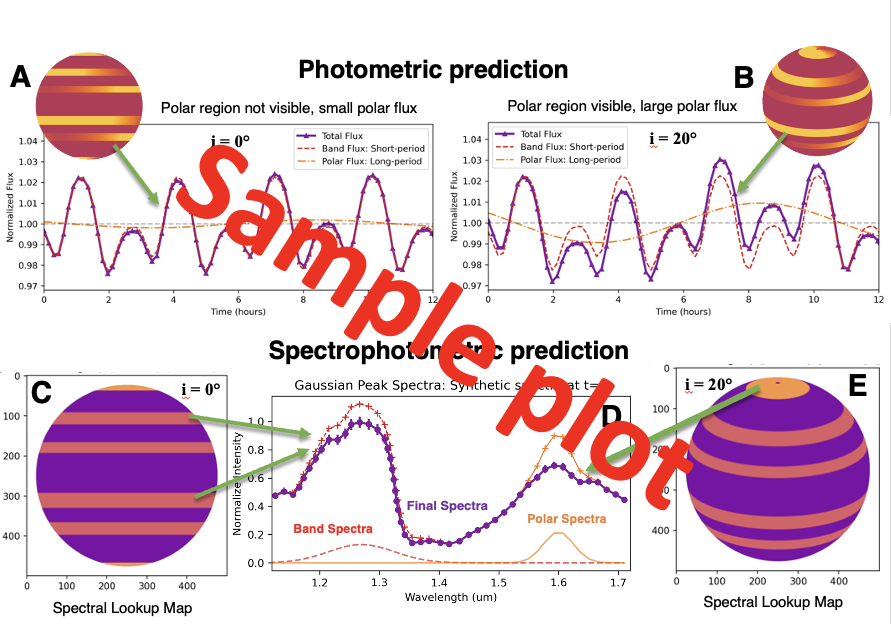 Photometric prediction
A
B
Polar region not visible, small polar flux
Polar region visible, large polar flux
i = 0°
i = 20°
Total Flux
Band Flux: Short-period
Polar Flux: Long-period
Total Flux
Band Flux: Short-period
Polar Flux: Long-period
Normalized Flux
1.04
1.03
1.02
1.01
1.00
0.99
0.98
0.97
0
2
4
6
8
12
Time (hours)
Normalized Flux
1.04
1.03
1.02
1.01
1.00
0.99
0.98
0.97
0
2
4
6
8
10
12
Time (hours)
Sample plot
Spectrophotometric prediction
C
i = 0°
0
100
200
300
400
0
100
200
300
400
Spectral Lookup Map
Gaussian Peak Spectra: Synthetic at t=
D
Normalized Intensity
1.0
0.8
0.6
0.4
0.2
0.0
Band Spectra
Final Spectra
Polar Spectra
1.2
1.3
1.4
1.5
1.6
1.7
Wavelength (um)
E
i = 20°
0
100
400
0
100
200
300
400
Spectral Lookup Map